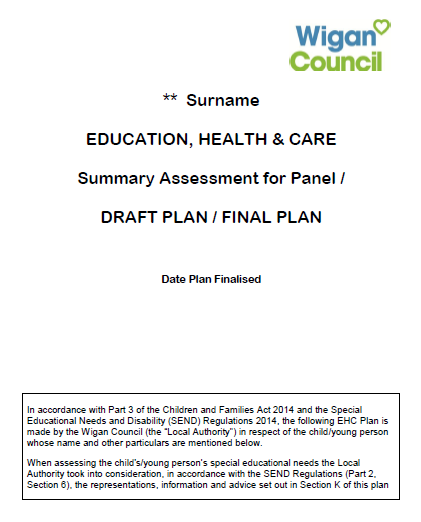 Wigan
Council
** Surname
EDUCATION, HEALTH & CARE
Summary Assessment for Panel /
DRAFT PLAN / FINAL PLAN
Date Plan Finalised
In accordance with Part 3 of the Children and Families Act 2014 and the Special
Educational Needs and Disability (SEND) Regulations 2014, the following EHC Plan is
made by the Wigan Council (the “Local Authority”) in respect of the child/young person
whose name and other particulars are mentioned below.
When assessing the child's/young person's special educational needs the Local
Authority took into consideration, in accordance with the SEND Regulations (Part 2,
Section 6), the representations, information and advice set out in Section K of this plan